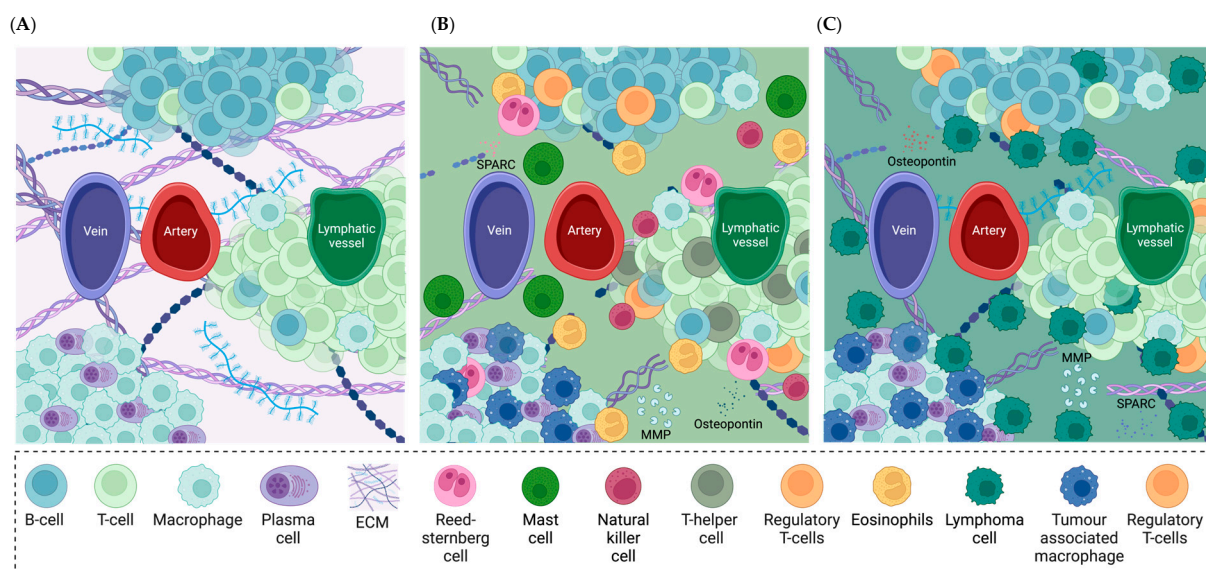 (A)
(B)
(C)
Vein
Artery
Lymphatic
vessel
SPARC
Vein
Artery
Lymphatic
vessel
MMP
Osteopontin
Osteopontin
Vein
Artery
Lymphatic
vessel
MMP
SPARC
B-cell
T-cell
Macrophage
Plasma
cell
ECM
Reed-
sternberg
cell
Mast
cell
Natural
killer
cell
T-helper
cell
Regulatory
T-cells
Eosinophils
Lymphoma
cell
Tumour
associated
macrophage
Regulatory
T-cells